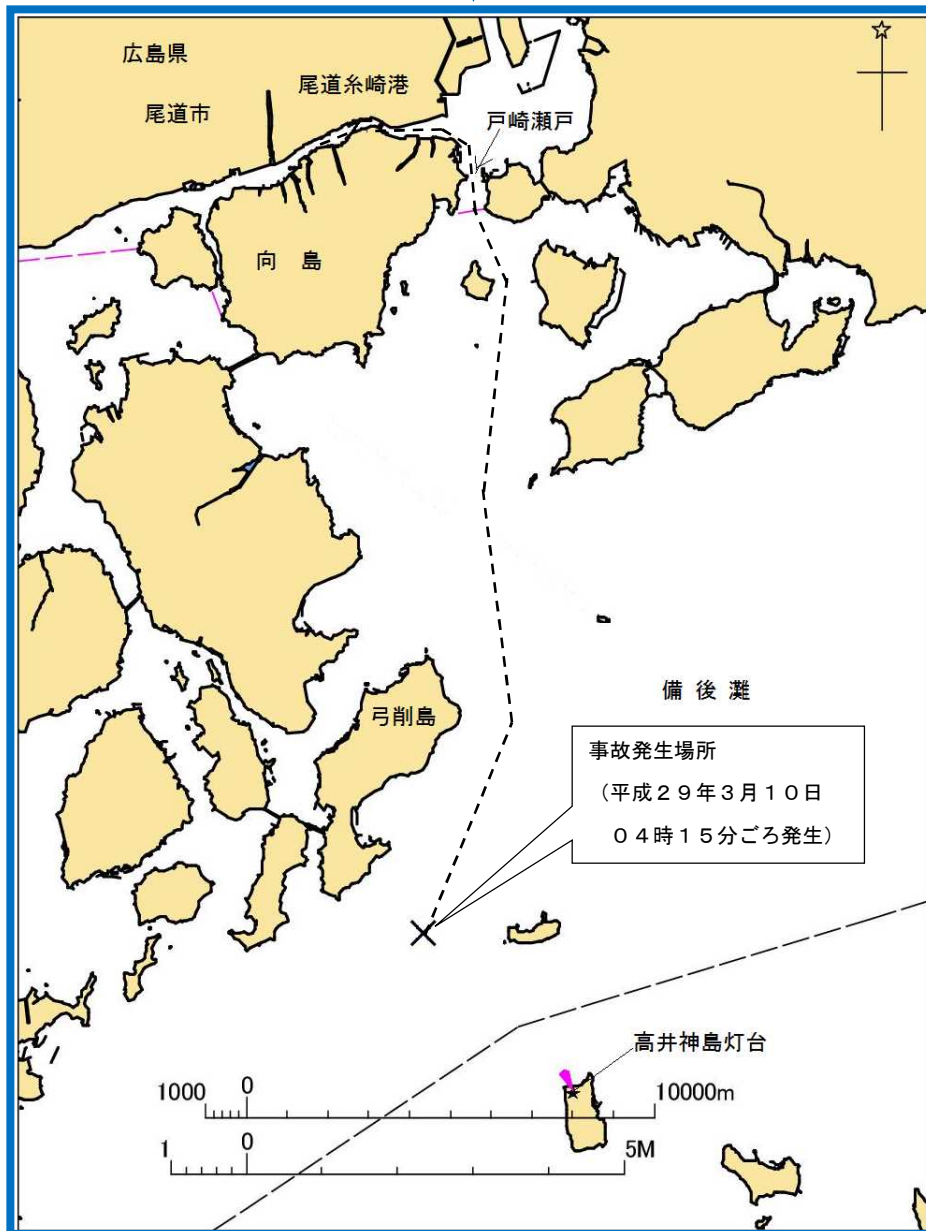 広島県
尾道糸崎港
尾道市
戸崎瀬戸
向 島
備 後 灘
弓削島
事故発生場所
(平成29年3月10日
04時15分ごろ発生)
高井神島灯台
1000 0 10000m
1 0 5M